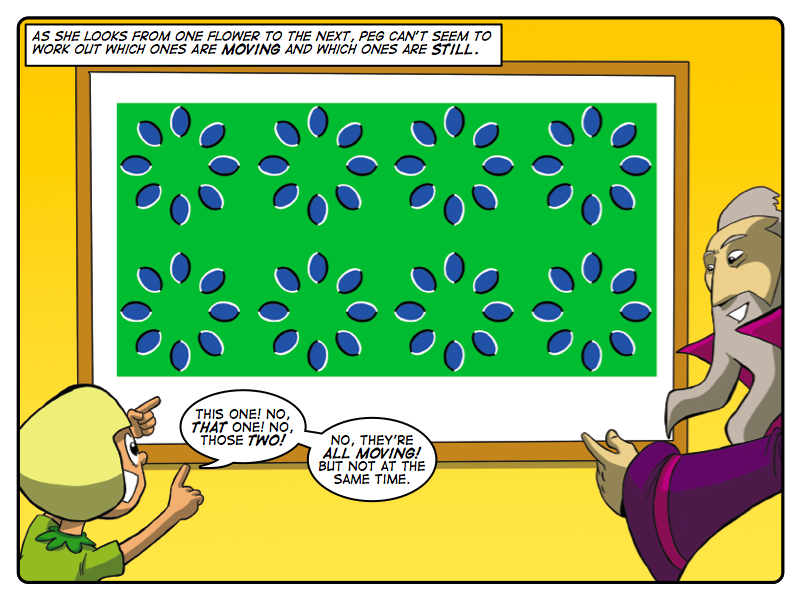 AS SHE LOOKS FROM ONE FLOWER TO THE NEXT, PEG CAN'T SEEM TO
WORK OUT WHICH ONES ARE MOVING AND WHICH ONES ARE STILL.
THIS ONE! NO,
THAT ONE! NO,
THOSE TWO!
NO, THEY'RE
ALL MOVING!
BUT NOT AT THE
SAME TIME.